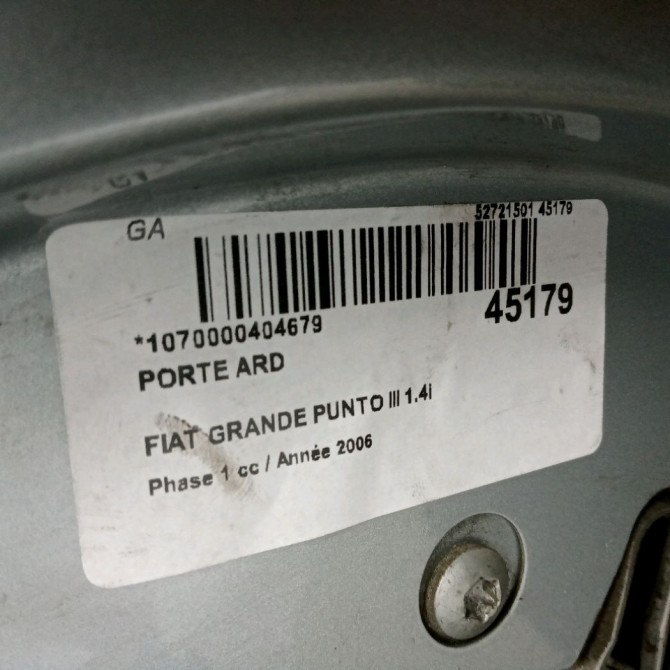 GA
52721501 45179
45179
*1070000404679
PORTE ARD
FIAT GRANDE PUNTO III 1.4i
Phase 1 cc / Année 2006